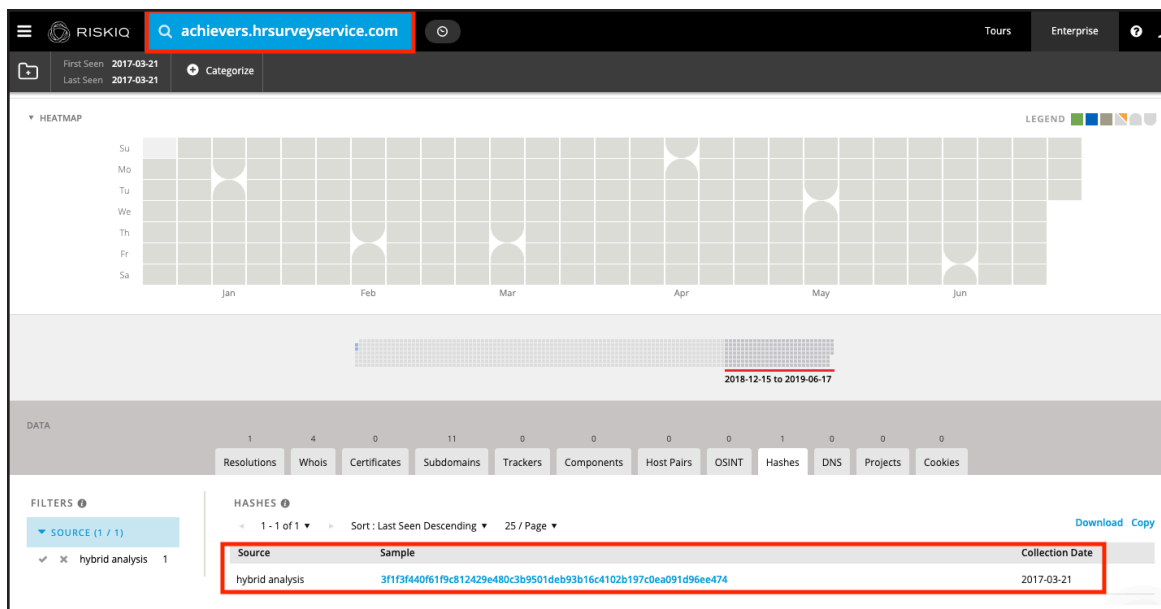 RISKIQ
achievers.hrsurveyservice.com
Tours
Enterprise
First Seen 2017-03-21
Last Seen 2017-03-21
Categorize
HEATMAP
LEGEND
Su
Mo
Tu
We
Th
Fr
Sa
Jan Feb Mar Apr May Jun
2018-12-15 to 2019-06-17
DATA
1 4 0 11 0 0 0 0 1 0 0 0
Resolutions Whois Certificates Subdomains Trackers Components Host Pairs OSINT Hashes DNS Projects Cookies
FILTERS
SOURCE (1 / 1)
hybrid analysis 1
HASHES
1 - 1 of 1 Sort : Last Seen Descending 25 / Page
Download Copy
Source Sample Collection Date
hybrid analysis 3f1f3f440f61f9c812429e480c3b9501deb93b16c4102b197c0ea091d96ee474 2017-03-21